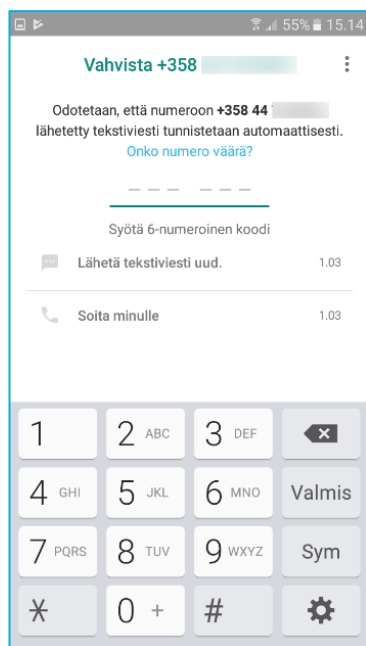 55% 15.14
Vahvista +358
Odotetaan, että numeroon +358 44
lähetetty tekstiviesti tunnistetaan automaattisesti.
Onko numero väärä?
Syötä 6-numeroinen koodi
Lähetä tekstiviesti uud. 1.03
Soita minulle 1.03
1 2 ABC 3 DEF
4 GHI 5 JKL 6 MNO Valmis
7 PQRS 8 TUV 9 WXYZ Sym
* 0 + #